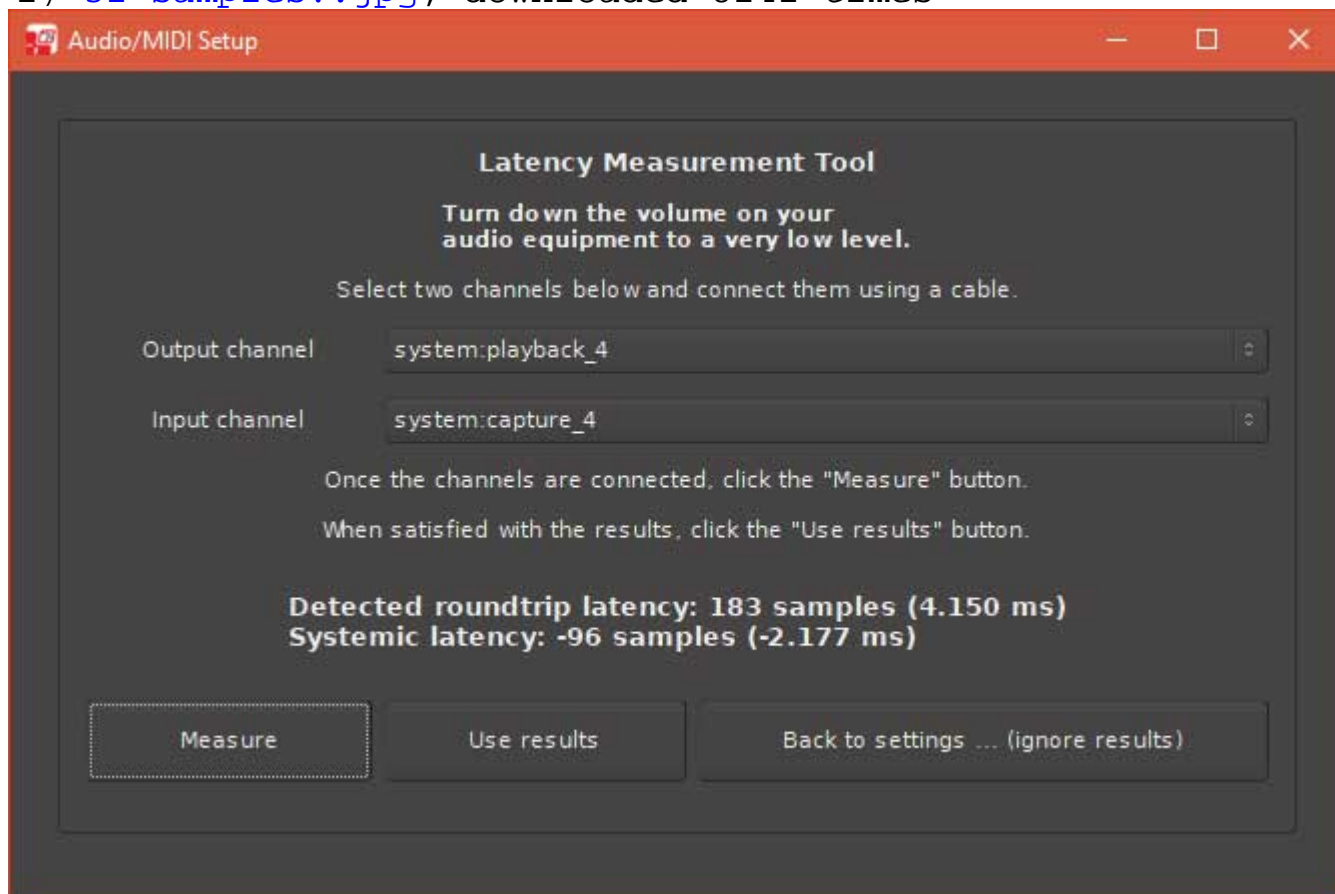 Audio/MIDI Setup
Latency Measurement Tool
Turn down the volume on your
audio equipment to a very low level.
Select two channels below and connect them using a cable.
Output channel system:playback_4
Input channel system:capture_4
Once the channels are connected, click the "Measure" button.
When satisfied with the results, click the "Use results" button.
Detected roundtrip latency: 183 samples (4.150 ms)
Systemic latency: -96 samples (-2.177 ms)
Measure Use results Back to settings ... (ignore results)